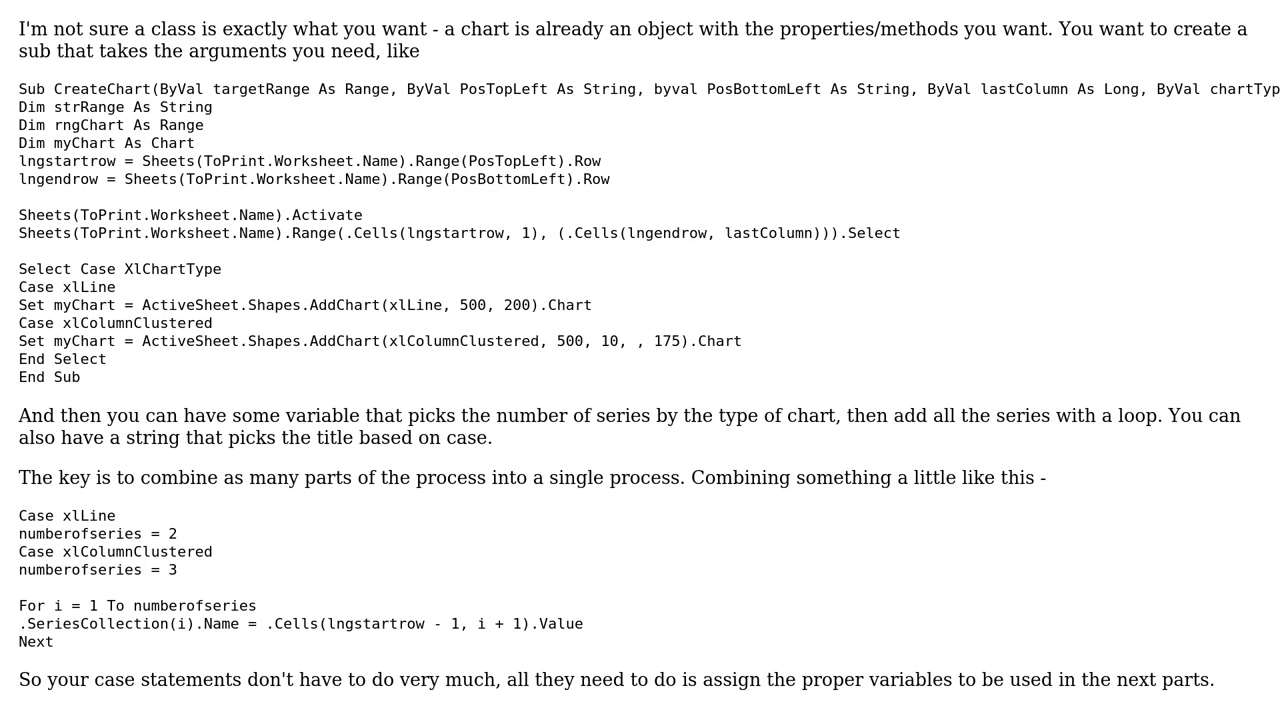 I'm not sure a class is exactly what you want - a chart is already an object with the properties/methods you want. You want to create a
sub that takes the arguments you need, like
Sub CreateChart(ByVal targetRange As Range, ByVal PosTopLeft As String, byval PosBottomLeft As String, ByVal lastColumn As Long, ByVal chartTyp
Dim strRange As String
Dim rngChart As Range
Dim myChart As Chart
lngstartrow = Sheets(ToPrint.Worksheet.Name).Range(PosTopLeft).Row
lngendrow = Sheets(ToPrint.Worksheet.Name).Range(PosBottomLeft).Row
Sheets(ToPrint.Worksheet.Name).Activate
Sheets(ToPrint.Worksheet.Name).Range(.Cells(lngstartrow, 1), (.Cells(lngendrow, lastColumn))).Select
Select Case XlChartType
Case xlLine
Set myChart = ActiveSheet.Shapes.AddChart(xlLine, 500, 200).Chart
Case xlColumnClustered
Set myChart = ActiveSheet.Shapes.AddChart(xlColumnClustered, 500, 10, , 175).Chart
End Select
End Sub
And then you can have some variable that picks the number of series by the type of chart, then add all the series with a loop. You can
also have a string that picks the title based on case.
The key is to combine as many parts of the process into a single process. Combining something a little like this -
Case xlLine
numberofseries = 2
Case xlColumnClustered
numberofseries = 3
For i = 1 To numberofseries
.SeriesCollection(i).Name = .Cells(lngstartrow - 1, i + 1).Value
Next
So your case statements don't have to do very much, all they need to do is assign the proper variables to be used in the next parts.